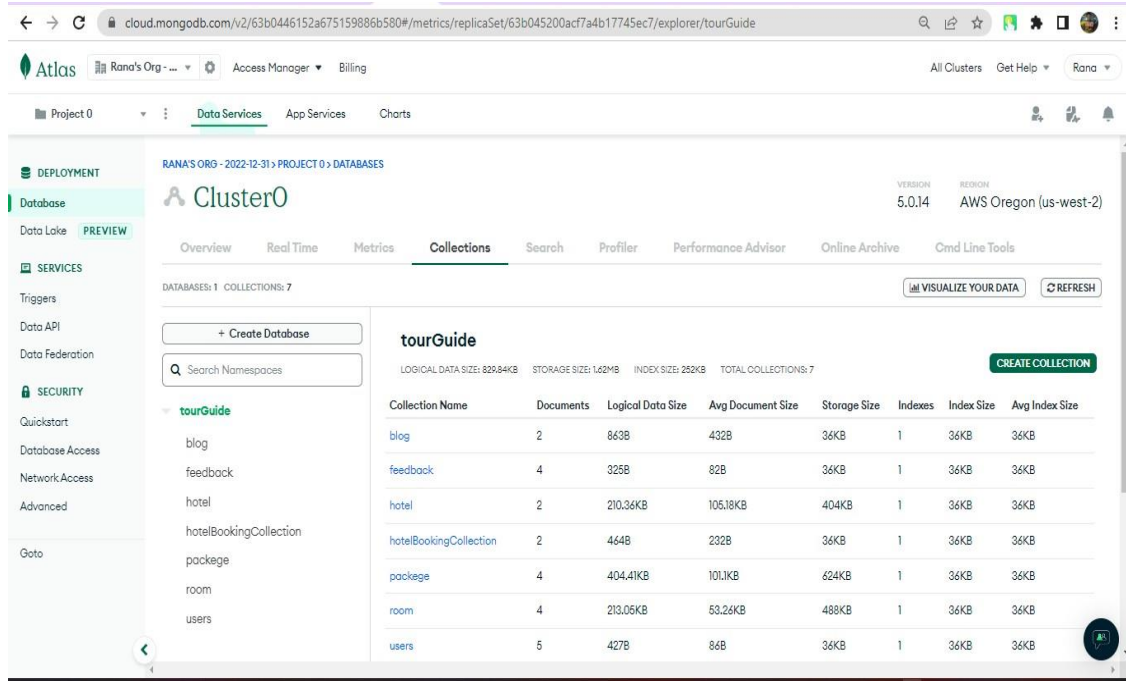 cloud.mongodb.com/v2/63b0446152a675159886b580#/metrics/replicaSet/63b045200acf7a4b17745ec7/explorer/tourGuide
Atlas Rana's Org - ... Access Manager Billing All Clusters Get Help Rana
Project 0 Data Services App Services Charts
DEPLOYMENT
Database
Data Lake PREVIEW
SERVICES
Triggers
Data API
Data Federation
SECURITY
Quickstart
Database Access
Network Access
Advanced
Goto
RANA'S ORG - 2022-12-31 > PROJECT 0 > DATABASES
Cluster0
VERSION REGION
5.0.14 AWS Oregon (us-west-2)
Overview Real Time Metrics Collections Search Profiler Performance Advisor Online Archive Cmd Line Tools
DATABASES: 1 COLLECTIONS: 7 VISUALIZE YOUR DATA REFRESH
+ Create Database
Search Namespaces
tourGuide
blog
feedback
hotel
hotelBookingCollection
packege
room
users
tourGuide
LOGICAL DATA SIZE: 829.84KB STORAGE SIZE: 1.62MB INDEX SIZE: 252KB TOTAL COLLECTIONS: 7 CREATE COLLECTION
Collection Name Documents Logical Data Size Avg Document Size Storage Size Indexes Index Size Avg Index Size
blog 2 863B 432B 36KB 1 36KB 36KB
feedback 4 325B 82B 36KB 1 36KB 36KB
hotel 2 210.36KB 105.18KB 404KB 1 36KB 36KB
hotelBookingCollection 2 464B 232B 36KB 1 36KB 36KB
packege 4 404.41KB 101.1KB 624KB 1 36KB 36KB
room 4 213.05KB 53.26KB 488KB 1 36KB 36KB
users 5 427B 86B 36KB 1 36KB 36KB